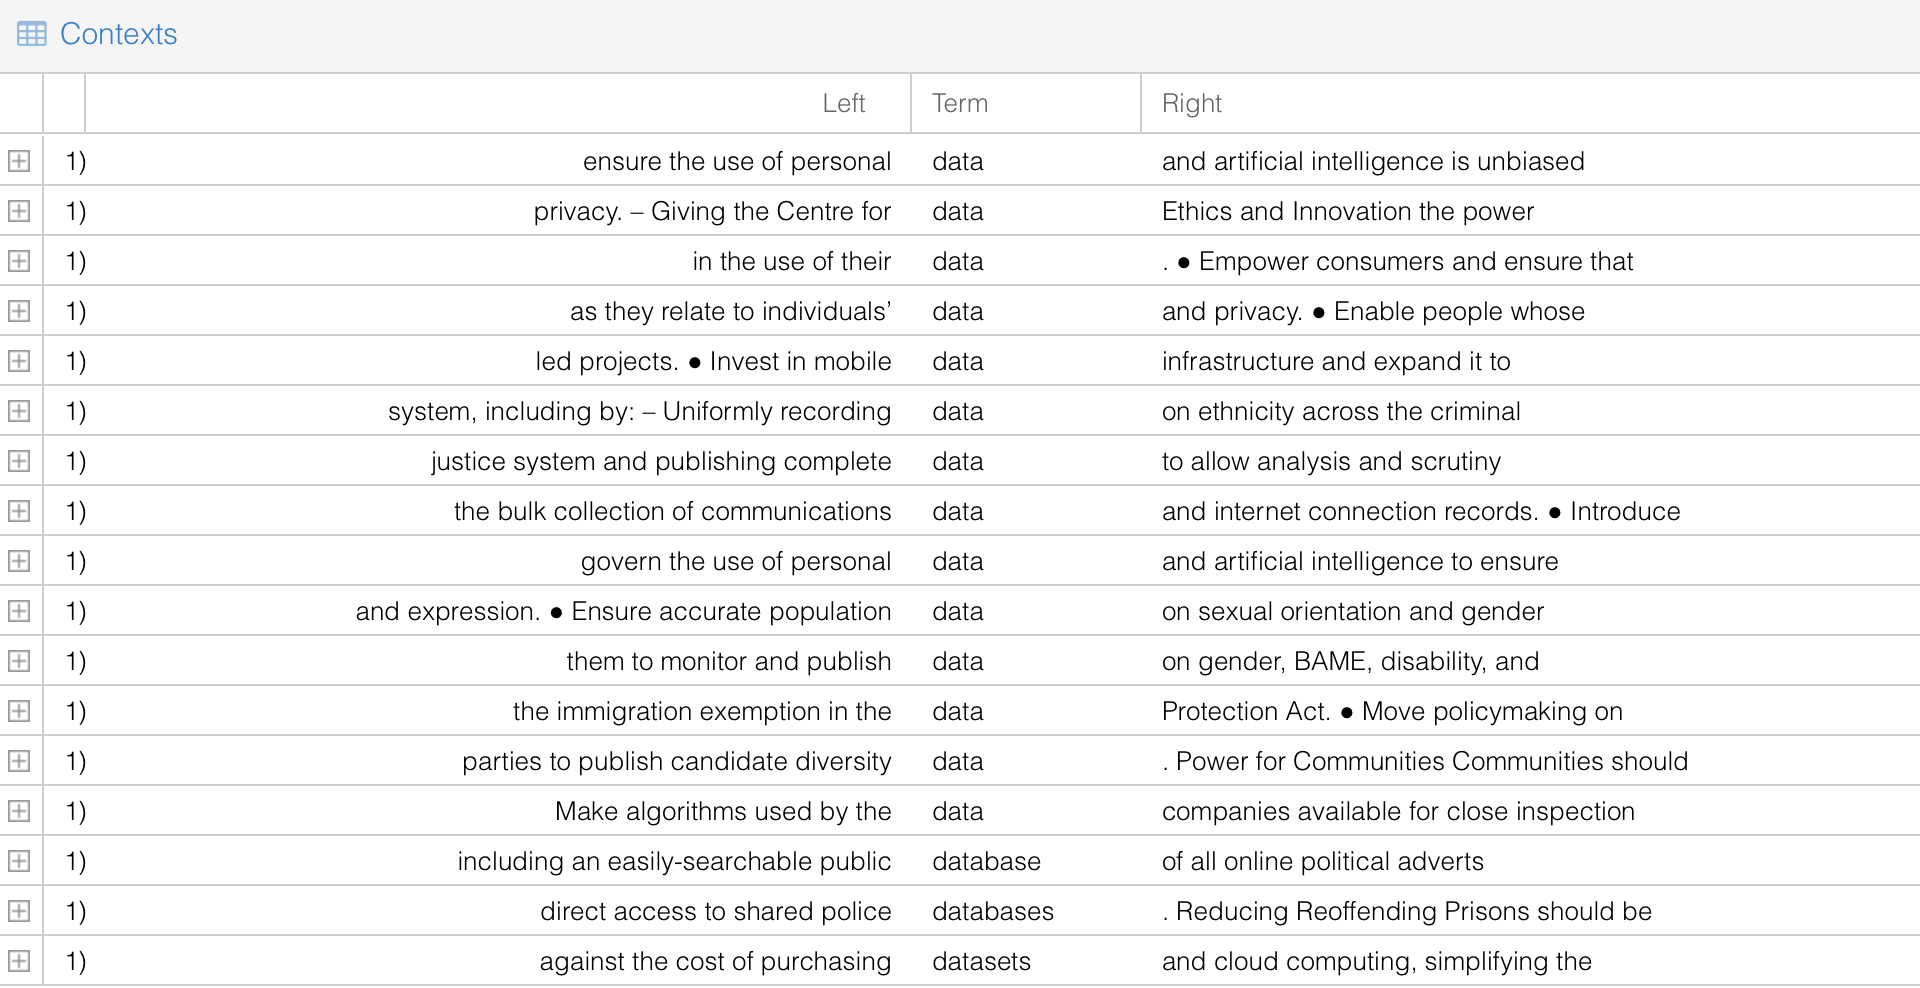 Contexts
Left Term Right
1) ensure the use of personal data and artificial intelligence is unbiased
1) privacy. – Giving the Centre for data Ethics and Innovation the power
1) in the use of their data . ● Empower consumers and ensure that
1) as they relate to individuals’ data and privacy. ● Enable people whose
1) led projects. ● Invest in mobile data infrastructure and expand it to
1) system, including by: – Uniformly recording data on ethnicity across the criminal
1) justice system and publishing complete data to allow analysis and scrutiny
1) the bulk collection of communications data and internet connection records. ● Introduce
1) govern the use of personal data and artificial intelligence to ensure
1) and expression. ● Ensure accurate population data on sexual orientation and gender
1) them to monitor and publish data on gender, BAME, disability, and
1) the immigration exemption in the data Protection Act. ● Move policymaking on
1) parties to publish candidate diversity data . Power for Communities Communities should
1) Make algorithms used by the data companies available for close inspection
1) including an easily-searchable public database of all online political adverts
1) direct access to shared police databases . Reducing Reoffending Prisons should be
1) against the cost of purchasing datasets and cloud computing, simplifying the